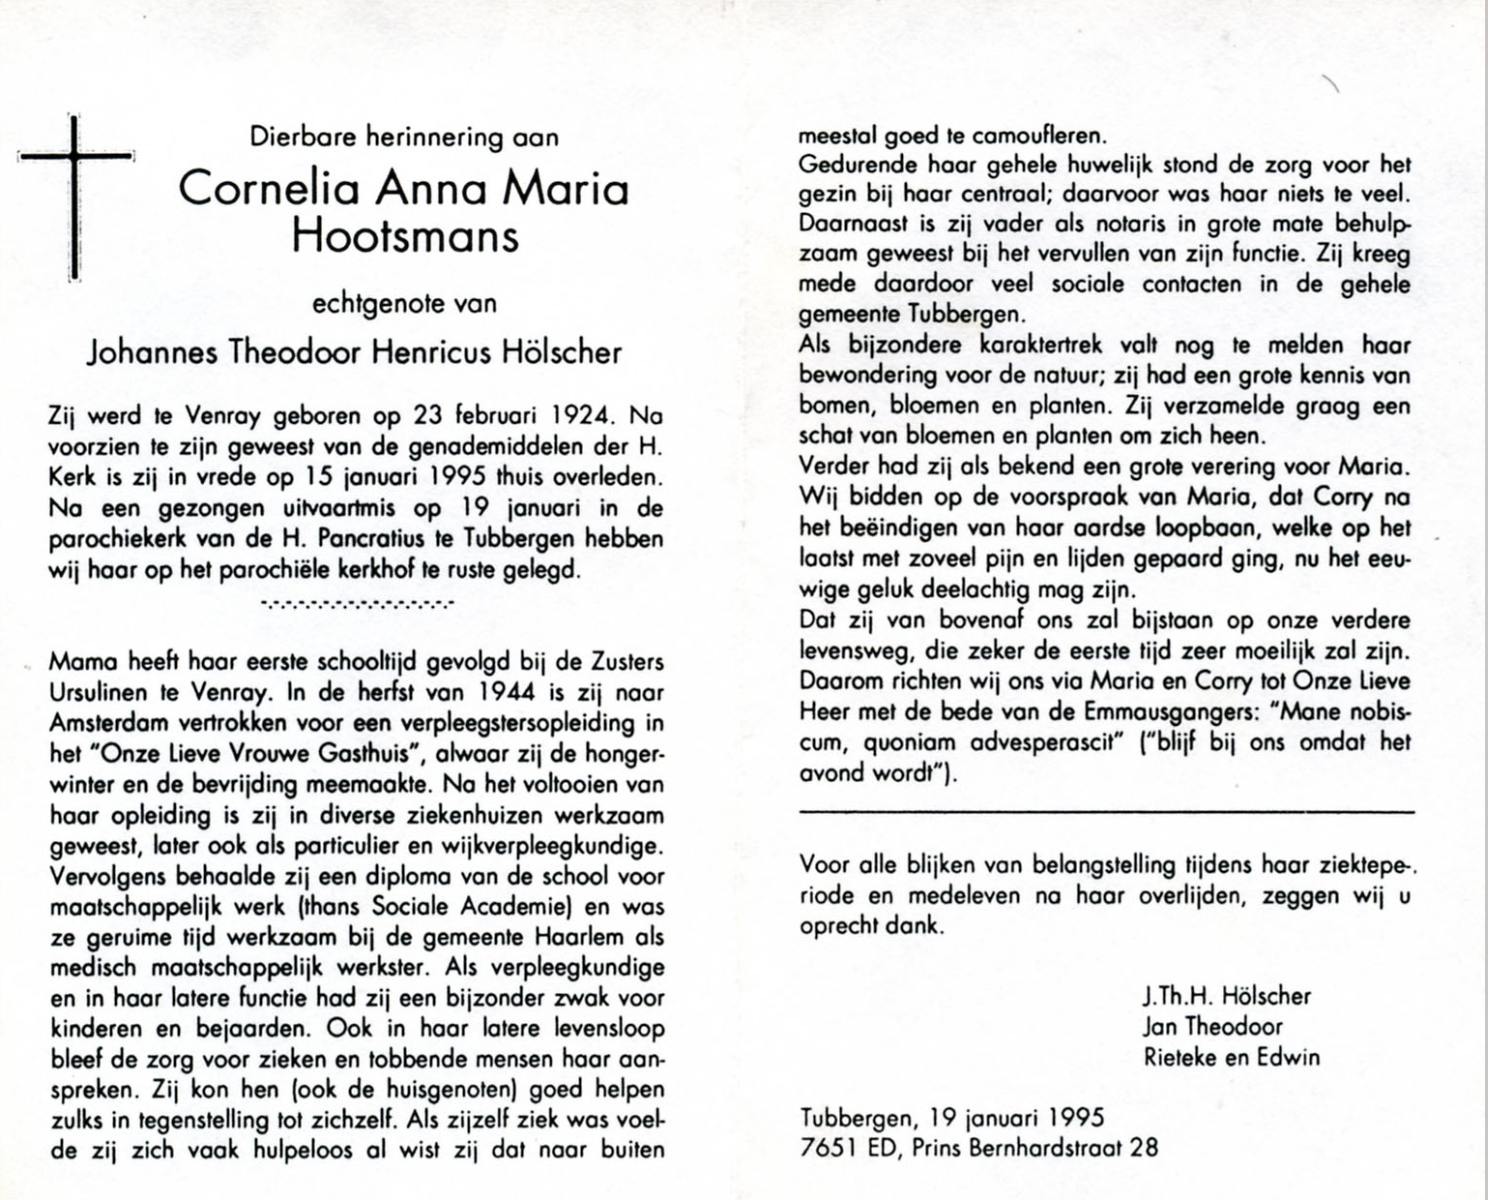 Dierbare herinnering aan
Cornelia Anna Maria
Hootsmans
echtgenote van
Johannes Theodoor Henricus Hölscher
Zij werd te Venray geboren op 23 februari 1924. Na
voorzien te zijn geweest van de genademiddelen der H.
Kerk is zij in vrede op 15 januari 1995 thuis overleden.
Na een gezongen uitvaartmis op 19 januari in de
parochiekerk van de H. Pancratius te Tubbergen hebben
wij haar op het parochiële kerkhof te ruste gelegd.
Mama heeft haar eerste schooltijd gevolgd bij de Zusters
Ursulinen te Venray. In de herfst van 1944 is zij naar
Amsterdam vertrokken voor een verpleegstersopleiding in
het "Onze Lieve Vrouwe Gasthuis", alwaar zij de honger-
winter en de bevrijding meemaakte. Na het voltooien van
haar opleiding is zij in diverse ziekenhuizen werkzaam
geweest, later ook als particulier en wijkverpleegkundige.
Vervolgens behaalde zij een diploma van de school voor
maatschappelijk werk (thans Sociale Academie) en was
ze geruime tijd werkzaam bij de gemeente Haarlem als
medisch maatschappelijk werkster. Als verpleegkundige
en in haar latere functie had zij een bijzonder zwak voor
kinderen en bejaarden. Ook in haar latere levensloop
bleef de zorg voor zieken en tobbende mensen haar aan-
spreken. Zij kon hen (ook de huisgenoten) goed helpen
zulks in tegenstelling tot zichzelf. Als zijzelf ziek was voel-
de zij zich vaak hulpeloos al wist zij dat naar buiten
meestal goed te camoufleren.
Gedurende haar gehele huwelijk stond de zorg voor het
gezin bij haar centraal; daarvoor was haar niets te veel.
Daarnaast is zij vader als notaris in grote mate behulp-
zaam geweest bij het vervullen van zijn functie. Zij kreeg
mede daardoor veel sociale contacten in de gehele
gemeente Tubbergen.
Als bijzondere karaktertrek valt nog te melden haar
bewondering voor de natuur; zij had een grote kennis van
bomen, bloemen en planten. Zij verzamelde graag een
schat van bloemen en planten om zich heen.
Verder had zij als bekend een grote verering voor Maria.
Wij bidden op de voorspraak van Maria, dat Corry na
het beëindigen van haar aardse loopbaan, welke op het
laatst met zoveel pijn en lijden gepaard ging, nu het eeu-
wige geluk deelachtig mag zijn.
Dat zij van bovenaf ons zal bijstaan op onze verdere
levensweg, die zeker de eerste tijd zeer moeilijk zal zijn.
Daarom richten wij ons via Maria en Corry tot Onze Lieve
Heer met de bede van de Emmausgangers: "Mane nobis-
cum, quoniam advesperascit" ("blijf bij ons omdat het
avond wordt").
Voor alle blijken van belangstelling tijdens haar ziektepe-
riode en medeleven na haar overlijden, zeggen wij u
oprecht dank.
J.Th.H. Hölscher
Jan Theodoor
Rieteke en Edwin
Tubbergen, 19 januari 1995
7651 ED, Prins Bernhardstraat 28